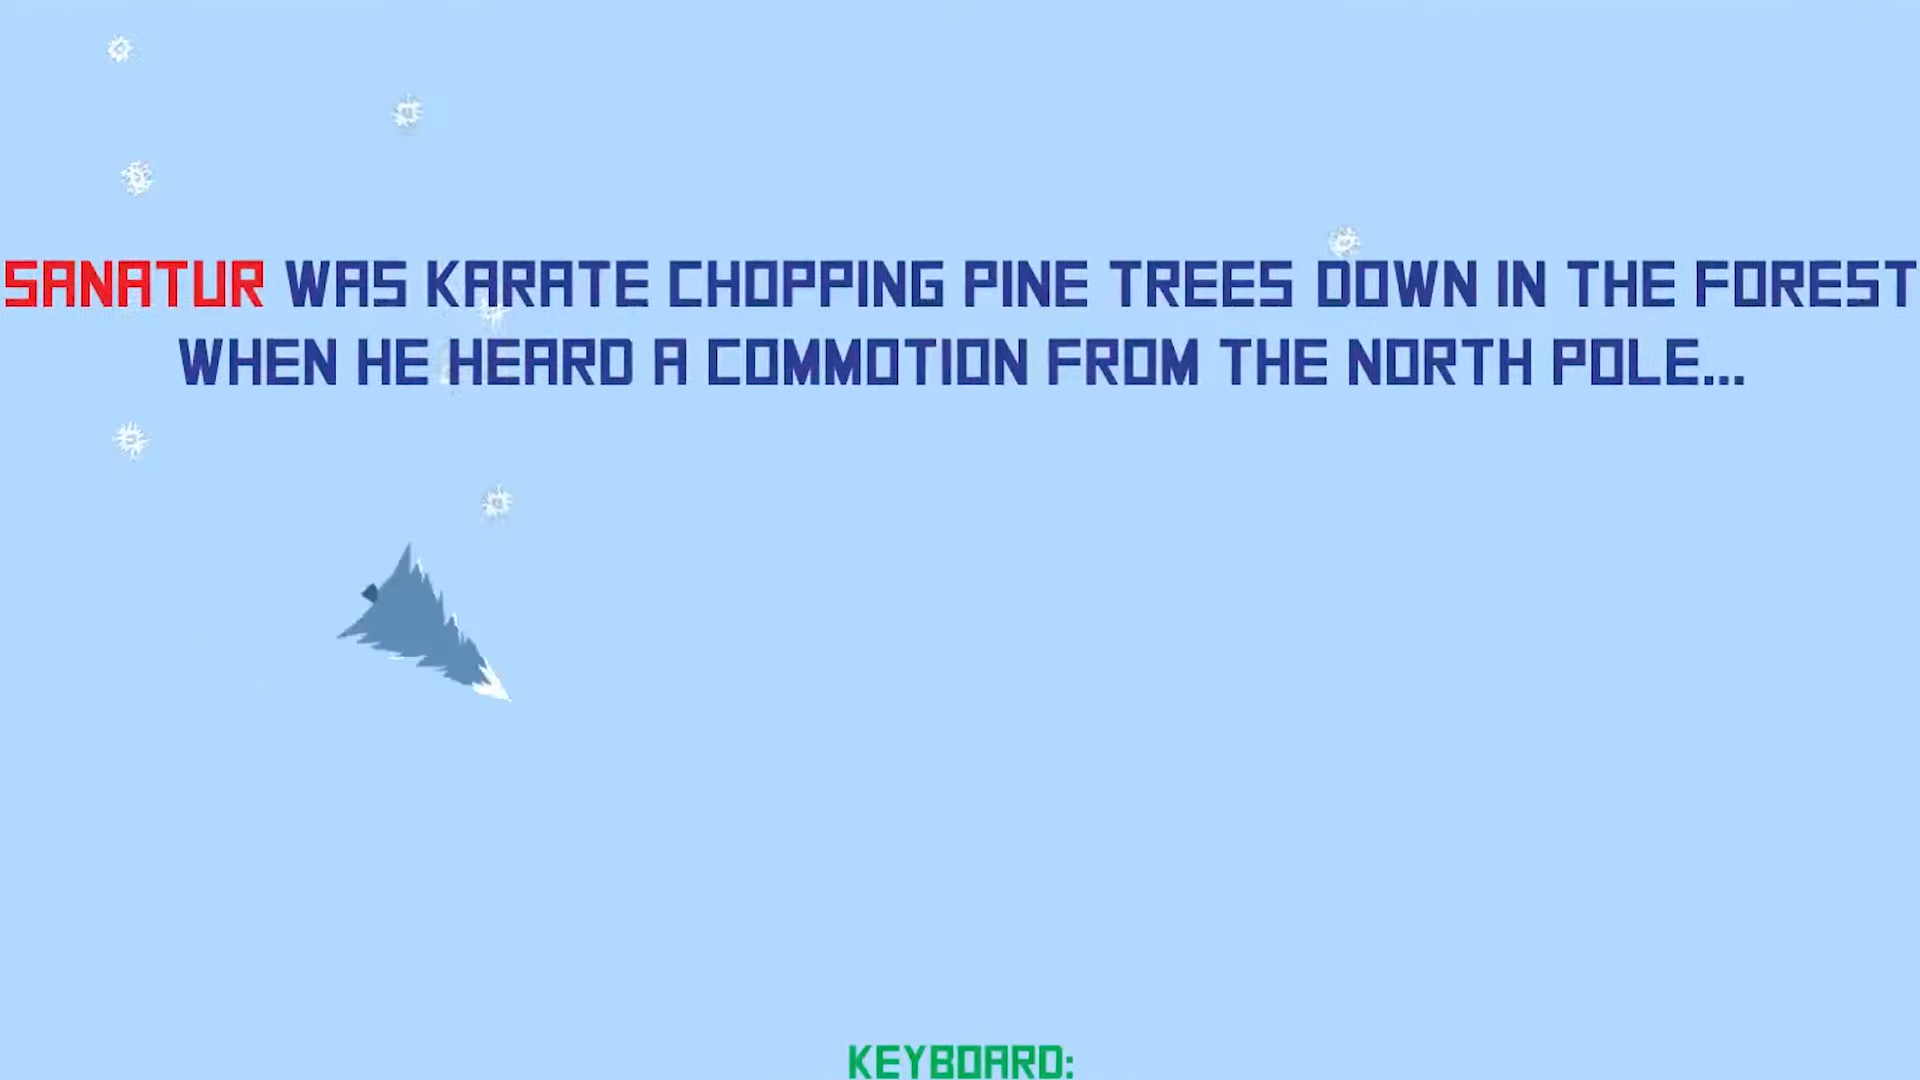 SANATUR WAS KARATE CHOPPING PINE TREES DOWN IN THE FOREST
WHEN HE HEARD A COMMOTION FROM THE NORTH POLE...
KEYBOARD: